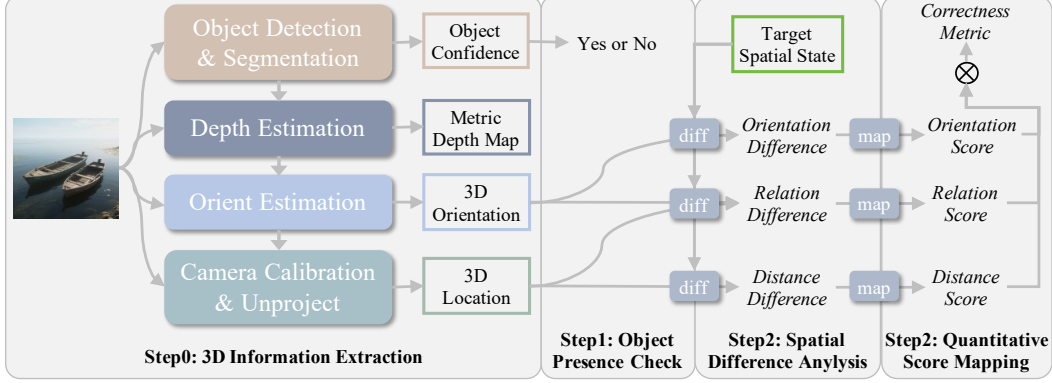 Object Detection
& Segmentation
Object
Confidence
Yes or No
Target
Spatial State
Correctness
Metric
Depth Estimation
Metric
Depth Map
diff
Orientation
Difference
map
Orientation
Score
Orient Estimation
3D
Orientation
diff
Relation
Difference
map
Relation
Score
Camera Calibration
& Unproject
3D
Location
diff
Distance
Difference
map
Distance
Score
Step0: 3D Information Extraction
Step1: Object
Presence Check
Step2: Spatial
Difference Anylysis
Step2: Quantitative
Score Mapping